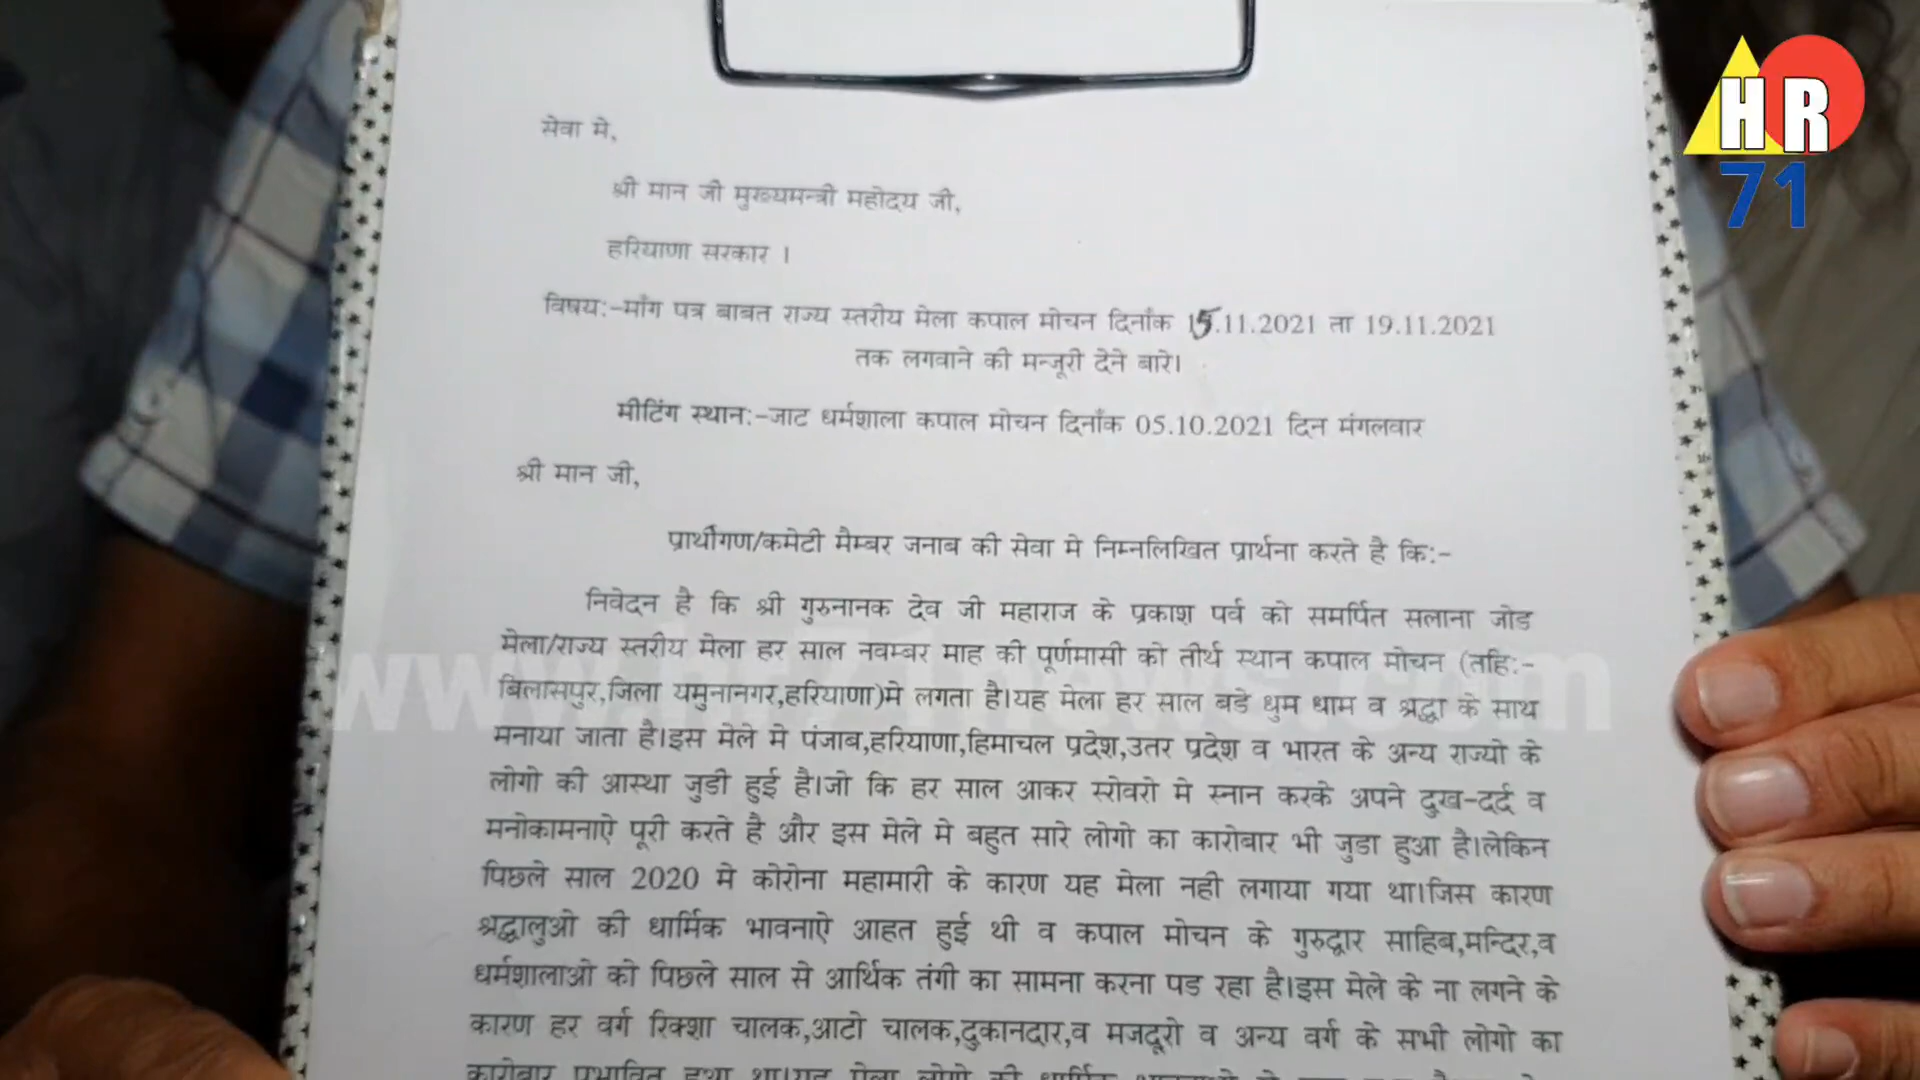 HR
71
सेवा मे,
श्री मान जी मुख्यमन्त्री महोदय जी,
हरियाणा सरकार ।
विषय:-माँग पत्र बाबत राज्य स्तरीय मेला कपाल मोचन दिनाँक 15.11.2021 ता 19.11.2021
तक लगवाने की मन्जूरी देने बारे।
मीटिंग स्थान:-जाट धर्मशाला कपाल मोचन दिनाँक 05.10.2021 दिन मंगलवार
श्री मान जी,
प्रार्थीगण/कमेटी मैम्बर जनाब की सेवा मे निम्नलिखित प्रार्थना करते है कि:-
निवेदन है कि श्री गुरुनानक देव जी महाराज के प्रकाश पर्व को समर्पित सलाना जोड
मेला/राज्य स्तरीय मेला हर साल नवम्बर माह की पूर्णमासी को तीर्थ स्थान कपाल मोचन (तहि:-
बिलासपुर,जिला यमुनानगर,हरियाणा)मे लगता है।यह मेला हर साल बडे धुम धाम व श्रद्धा के साथ
www.hr71news.com
मनाया जाता है।इस मेले मे पंजाब,हरियाणा,हिमाचल प्रदेश,उतर प्रदेश व भारत के अन्य राज्यो के
लोगो की आस्था जुडी हुई है।जो कि हर साल आकर स्रोवरो मे स्नान करके अपने दुख-दर्द व
मनोकामनाऐ पूरी करते है और इस मेले मे बहुत सारे लोगो का कारोबार भी जुडा हुआ है।लेकिन
पिछले साल 2020 मे कोरोना महामारी के कारण यह मेला नही लगाया गया था।जिस कारण
श्रद्धालुओ की धार्मिक भावनाऐ आहत हुई थी व कपाल मोचन के गुरुद्वार साहिब,मन्दिर,व
धर्मशालाओ को पिछले साल से आर्थिक तंगी का सामना करना पड रहा है।इस मेले के ना लगने के
कारण हर वर्ग रिक्शा चालक,आटो चालक,दुकानदार,व मजदूरो व अन्य वर्ग के सभी लोगो का
कारोबार प्रभावित हुआ था।यह मेला लोगो की धार्मिक